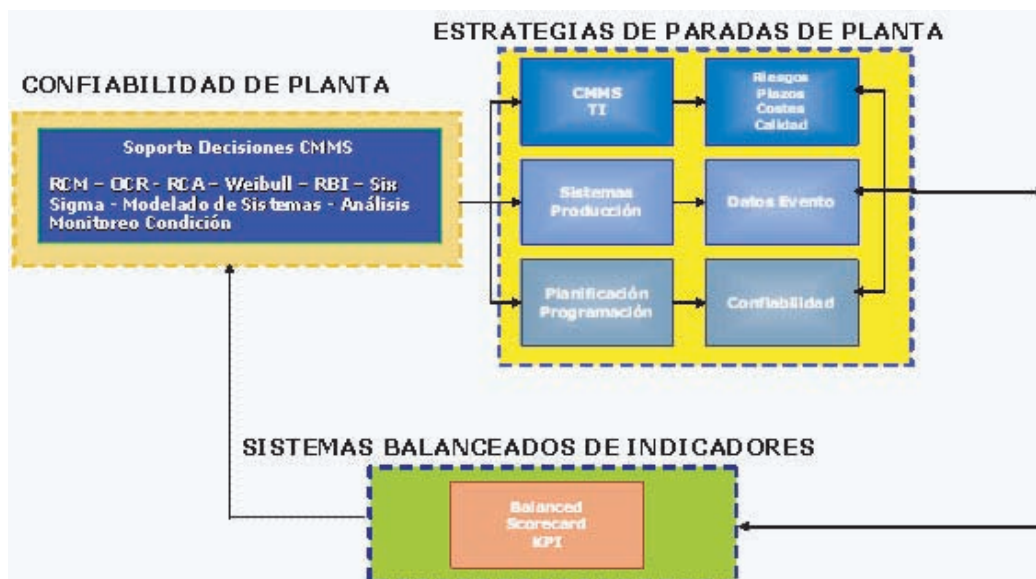 ESTRATEGIAS DE PARADAS DE PLANTA
CONFIABILIDAD DE PLANTA
Soporte Decisiones CMMS
RCM - OCR - RCA - Weibull - RBI - Six
Sigma - Modelado de Sistemas - Análisis
Monitoreo Condición
CMMS
TI
Riesgos
Plazos
Costes
Calidad
Sistemas
Producción
Datos Evento
Planificación
Programación
Confiabilidad
SISTEMAS BALANCEADOS DE INDICADORES
Balanced
Scorecard
KPI